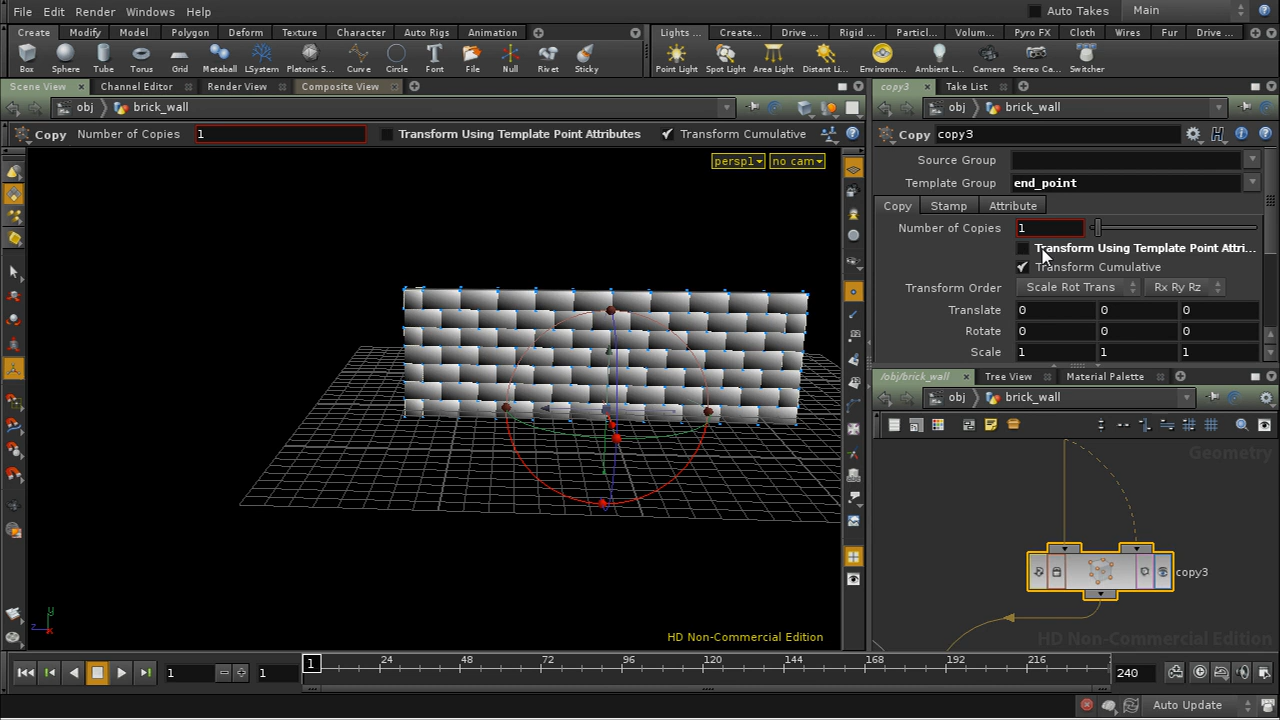 File Edit Render Windows Help Auto Takes Main
Create Modify Model Polygon Deform Texture Character Auto Rigs Animation Lights ... Create... Drive ... Rigid ... Particl... Volum... Pyro FX Cloth Wires Fur Drive ...
Box Sphere Tube Torus Grid Metaball LSystem Platonic S... Curve Circle Font File Null Rivet Sticky Point Light Spot Light Area Light Distant Li... Environm... Ambient L... Camera Stereo Ca... Switcher
Scene View Channel Editor Render View Composite View copy3 Take List
obj brick_wall obj brick_wall
Copy Number of Copies 1 Transform Using Template Point Attributes Transform Cumulative Copy copy3
persp1 no cam
Source Group
Template Group end_point
Copy Stamp Attribute
Number of Copies 1
Transform Using Template Point Attri...
Transform Cumulative
Transform Order Scale Rot Trans Rx Ry Rz
Translate 0 0 0
Rotate 0 0 0
Scale 1 1 1
/obj/brick_wall Tree View Material Palette
obj brick_wall
Geometry
copy3
y
z x
HD Non-Commercial Edition HD Non-Commercial Edition
1 1 1 24 48 72 96 120 144 168 192 216 240
Auto Update